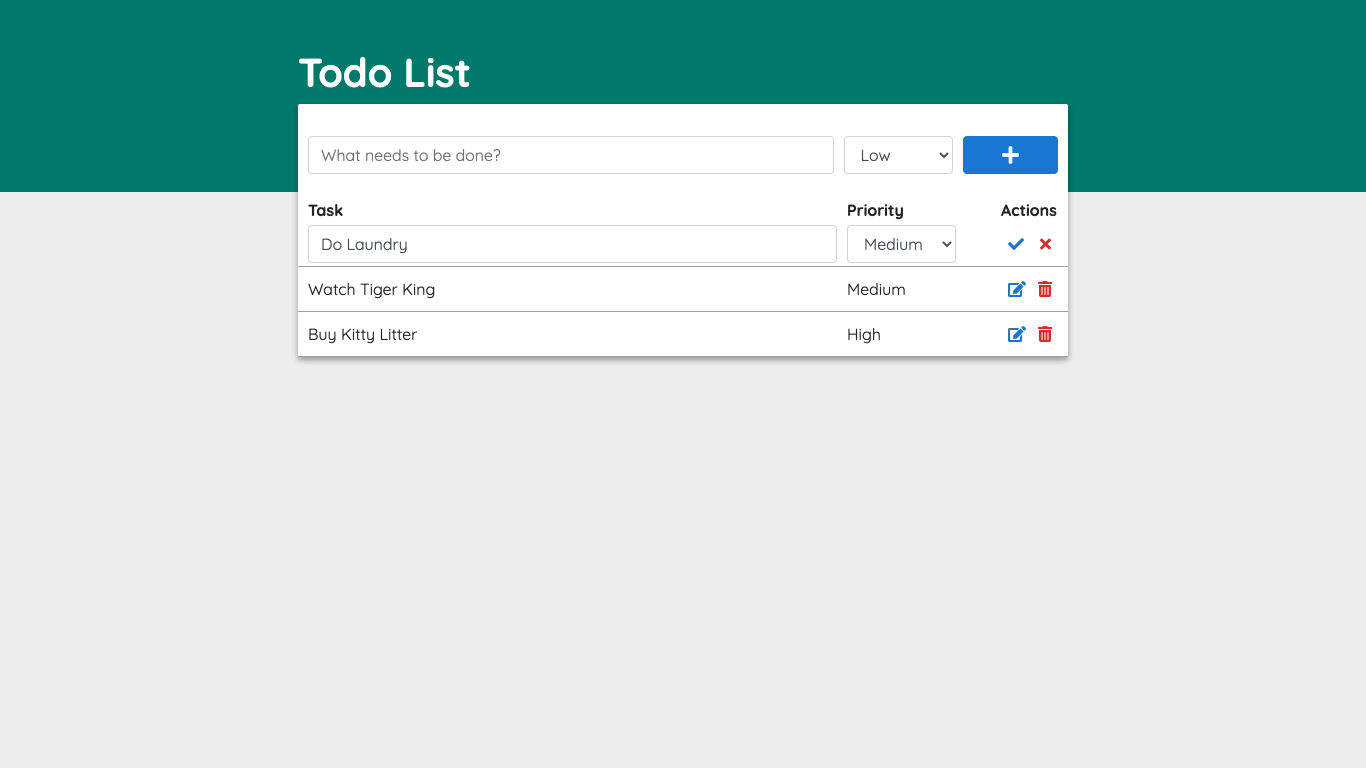 Todo List
What needs to be done? Low
Task Priority Actions
Do Laundry Medium
Watch Tiger King Medium
Buy Kitty Litter High